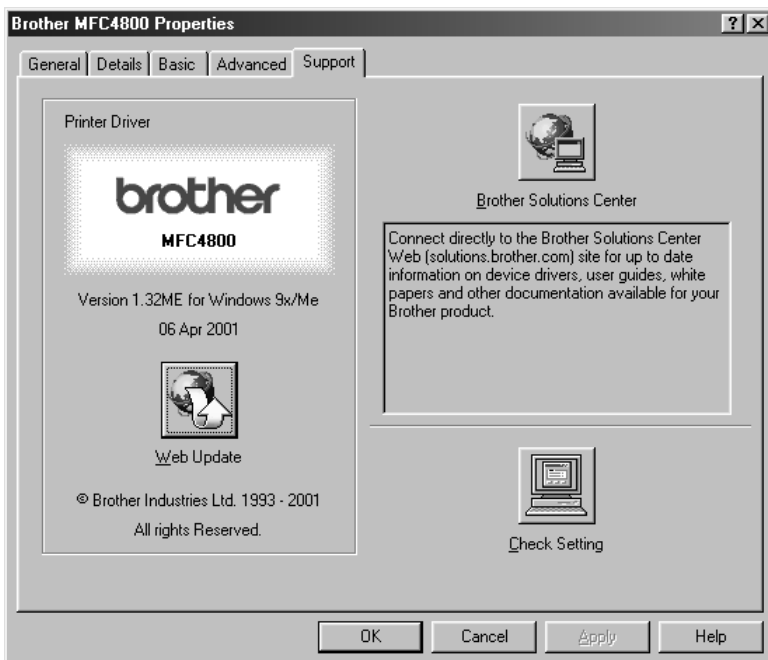 Brother MFC4800 Properties
General Details Basic Advanced Support
Printer Driver
brother
MFC4800
Version 1.32ME for Windows 9x/Me
06 Apr 2001
Web Update
© Brother Industries Ltd. 1993 - 2001
All rights Reserved.
Brother Solutions Center
Connect directly to the Brother Solutions Center
Web (solutions.brother.com) site for up to date
information on device drivers, user guides, white
papers and other documentation available for your
Brother product.
Check Setting
OK Cancel Apply Help